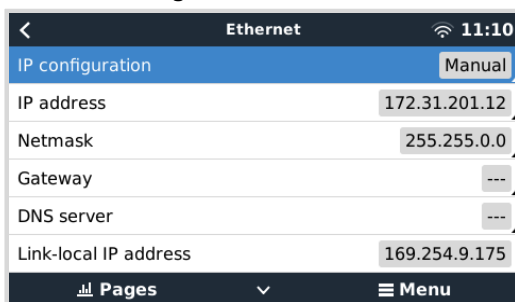 Ethernet 11:10
IP configuration Manual
IP address 172.31.201.12
Netmask 255.255.0.0
Gateway ---
DNS server ---
Link-local IP address 169.254.9.175
Pages Menu